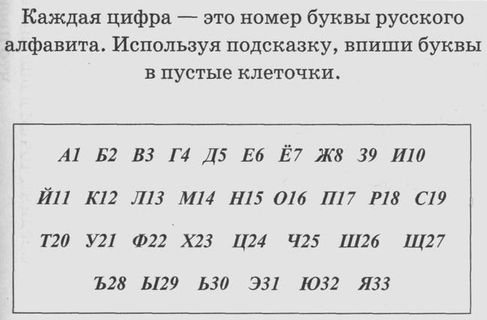 Каждая цифра — это номер буквы русского
алфавита. Используя подсказку, впиши буквы
в пустые клеточки.
А1 Б2 В3 Г4 Д5 Е6 Ё7 Ж8 З9 И10
Й11 К12 Л13 М14 Н15 О16 П17 Р18 С19
Т20 У21 Ф22 Х23 Ц24 Ч25 Ш26 Щ27
Ъ28 Ы29 Ь30 Э31 Ю32 Я33